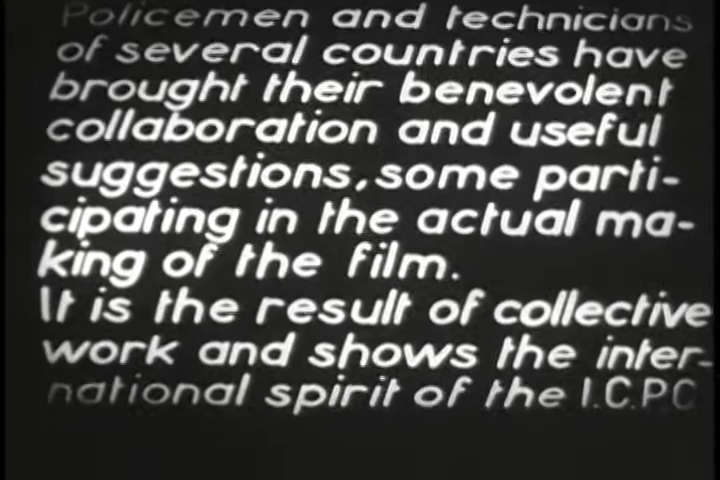 Policemen and technicians
of several countries have
brought their benevolent
collaboration and useful
suggestions, some parti-
cipating in the actual ma-
king of the film.
It is the result of collective
work and shows the inter-
national spirit of the I.C.P.C